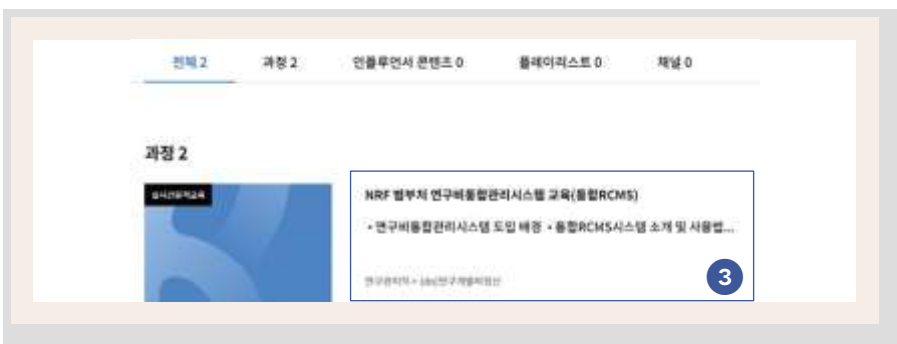 전체 2 과정 2 인플루언서 콘텐츠 0 플레이리스트 0 채널 0
과정 2
NRF 범부처 연구비통합관리시스템 교육(통합RCMS)
• 연구비통합관리시스템 도입 배경 • 통합RCMS시스템 소개 및 사용법...
3